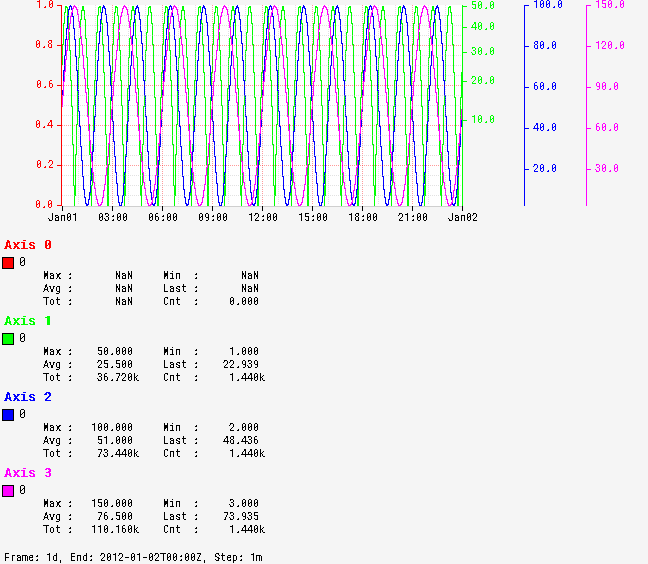 1.0 50.0 100.0 150.0
40.0
0.8 80.0 120.0
30.0
0.6 20.0 60.0 90.0
0.4 10.0 40.0 60.0
0.2 20.0 30.0
0.0
Jan01 03:00 06:00 09:00 12:00 15:00 18:00 21:00 Jan02
Axis 0
0
Max : NaN Min : NaN
Avg : NaN Last : NaN
Tot : NaN Cnt : 0.000
Axis 1
0
Max : 50.000 Min : 1.000
Avg : 25.500 Last : 22.939
Tot : 36.720k Cnt : 1.440k
Axis 2
0
Max : 100.000 Min : 2.000
Avg : 51.000 Last : 48.436
Tot : 73.440k Cnt : 1.440k
Axis 3
0
Max : 150.000 Min : 3.000
Avg : 76.500 Last : 73.935
Tot : 110.160k Cnt : 1.440k
Frame: 1d, End: 2012-01-02T00:00Z, Step: 1m